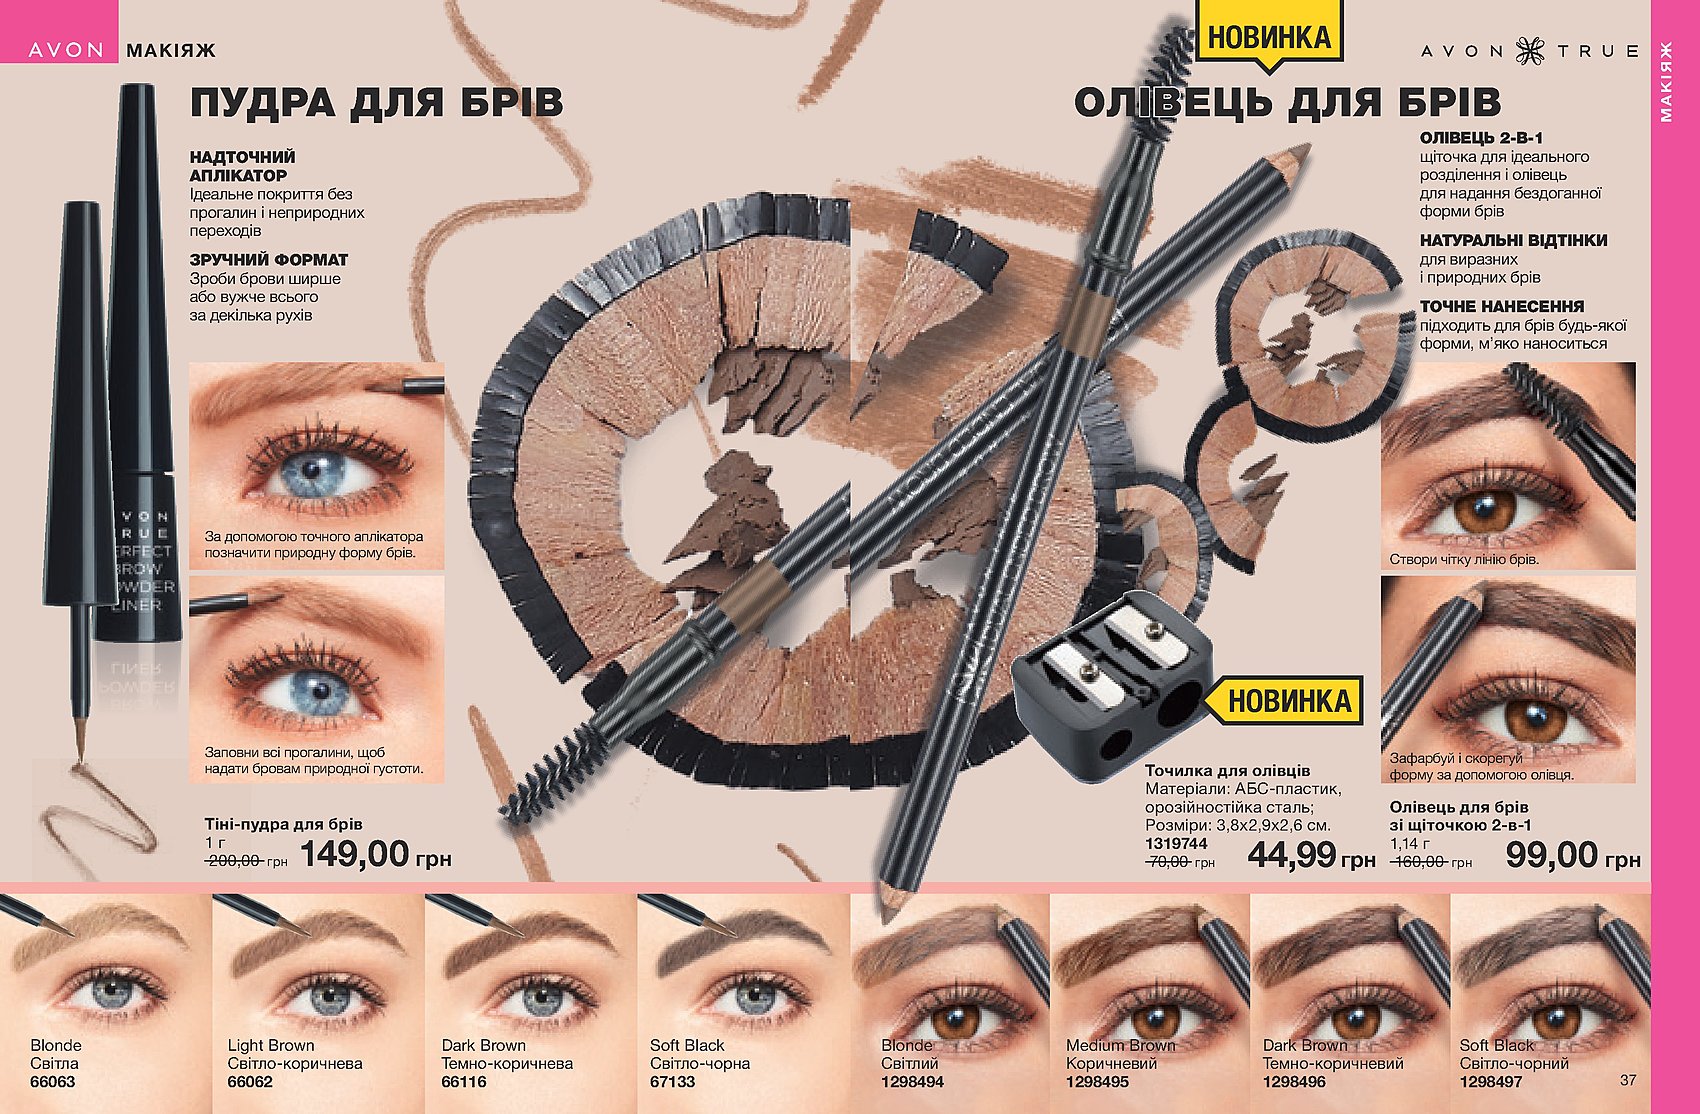 AVON МАКІЯЖ
ПУДРА ДЛЯ БРІВ
НАДТОЧНИЙ
АПЛІКАТОР
Ідеальне покриття без
прогалин і неприродних
переходів
ЗРУЧНИЙ ФОРМАТ
Зроби брови ширше
або вужче всього
за декілька рухів
VON
RUE
ERFECT
BROW
OWDER
LINER
За допомогою точного аплікатора
позначити природну форму брів.
Заповни всі прогалини, щоб
надати бровам природної густоти.
Тіні-пудра для брів
1 г
200,00 грн 149,00 грн
НОВИНКА
AVON TRUE
МАКІЯЖ
ОЛІВЕЦЬ ДЛЯ БРІВ
ОЛІВЕЦЬ 2-В-1
щіточка для ідеального
розділення і олівець
для надання бездоганної
форми брів
НАТУРАЛЬНІ ВІДТІНКИ
для виразних
і природних брів
ТОЧНЕ НАНЕСЕННЯ
підходить для брів будь-якої
форми, м’яко наноситься
Створи чітку лінію брів.
Зафарбуй і скорегуй
форму за допомогою олівця.
НОВИНКА
Точилка для олівців
Матеріали: АБС-пластик,
орозійностійка сталь;
Розміри: 3,8х2,9х2,6 см.
1319744
70,00 грн 44,99 грн
Олівець для брів
зі щіточкою 2-в-1
1,14 г
160,00 грн 99,00 грн
Blonde
Світла
66063
Light Brown
Світло-коричнева
66062
Dark Brown
Темно-коричнева
66116
Soft Black
Світло-чорна
67133
Blonde
Світлий
1298494
Medium Brown
Коричневий
1298495
Dark Brown
Темно-коричневий
1298496
Soft Black
Світло-чорний
1298497
37